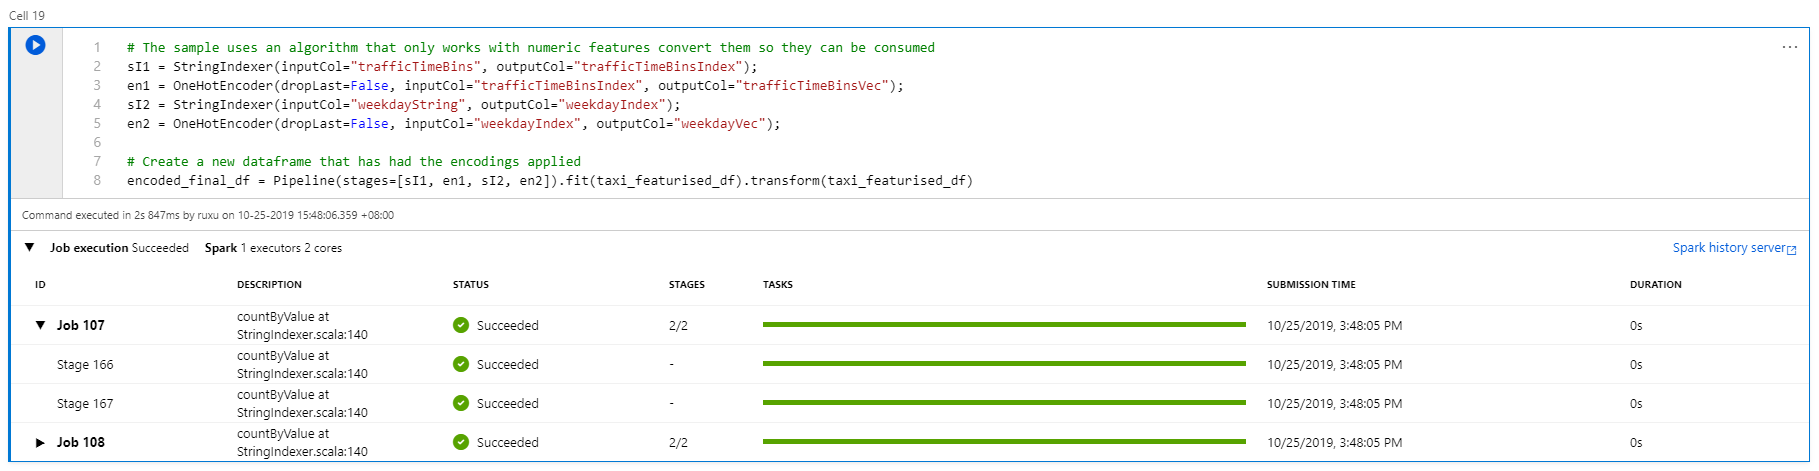 Cell 19
1 # The sample uses an algorithm that only works with numeric features convert them so they can be consumed
...
2 sI1 = StringIndexer(inputCol="trafficTimeBins", outputCol="trafficTimeBinsIndex");
3 en1 = OneHotEncoder(dropLast=False, inputCol="trafficTimeBinsIndex", outputCol="trafficTimeBinsVec");
4 sI2 = StringIndexer(inputCol="weekdayString", outputCol="weekdayIndex");
5 en2 = OneHotEncoder(dropLast=False, inputCol="weekdayIndex", outputCol="weekdayVec");
6
7 # Create a new dataframe that has had the encodings applied
8 encoded_final_df = Pipeline(stages=[sI1, en1, sI2, en2]).fit(taxi_featurised_df).transform(taxi_featurised_df)
Command executed in 2s 847ms by ruxu on 10-25-2019 15:48:06.359 +08:00
Job execution Succeeded Spark 1 executors 2 cores Spark history server
ID DESCRIPTION STATUS STAGES TASKS SUBMISSION TIME DURATION
Job 107 countByValue at StringIndexer.scala:140 Succeeded 2/2 10/25/2019, 3:48:05 PM 0s
Stage 166 countByValue at StringIndexer.scala:140 Succeeded - 10/25/2019, 3:48:05 PM 0s
Stage 167 countByValue at StringIndexer.scala:140 Succeeded - 10/25/2019, 3:48:05 PM 0s
Job 108 countByValue at StringIndexer.scala:140 Succeeded 2/2 10/25/2019, 3:48:05 PM 0s